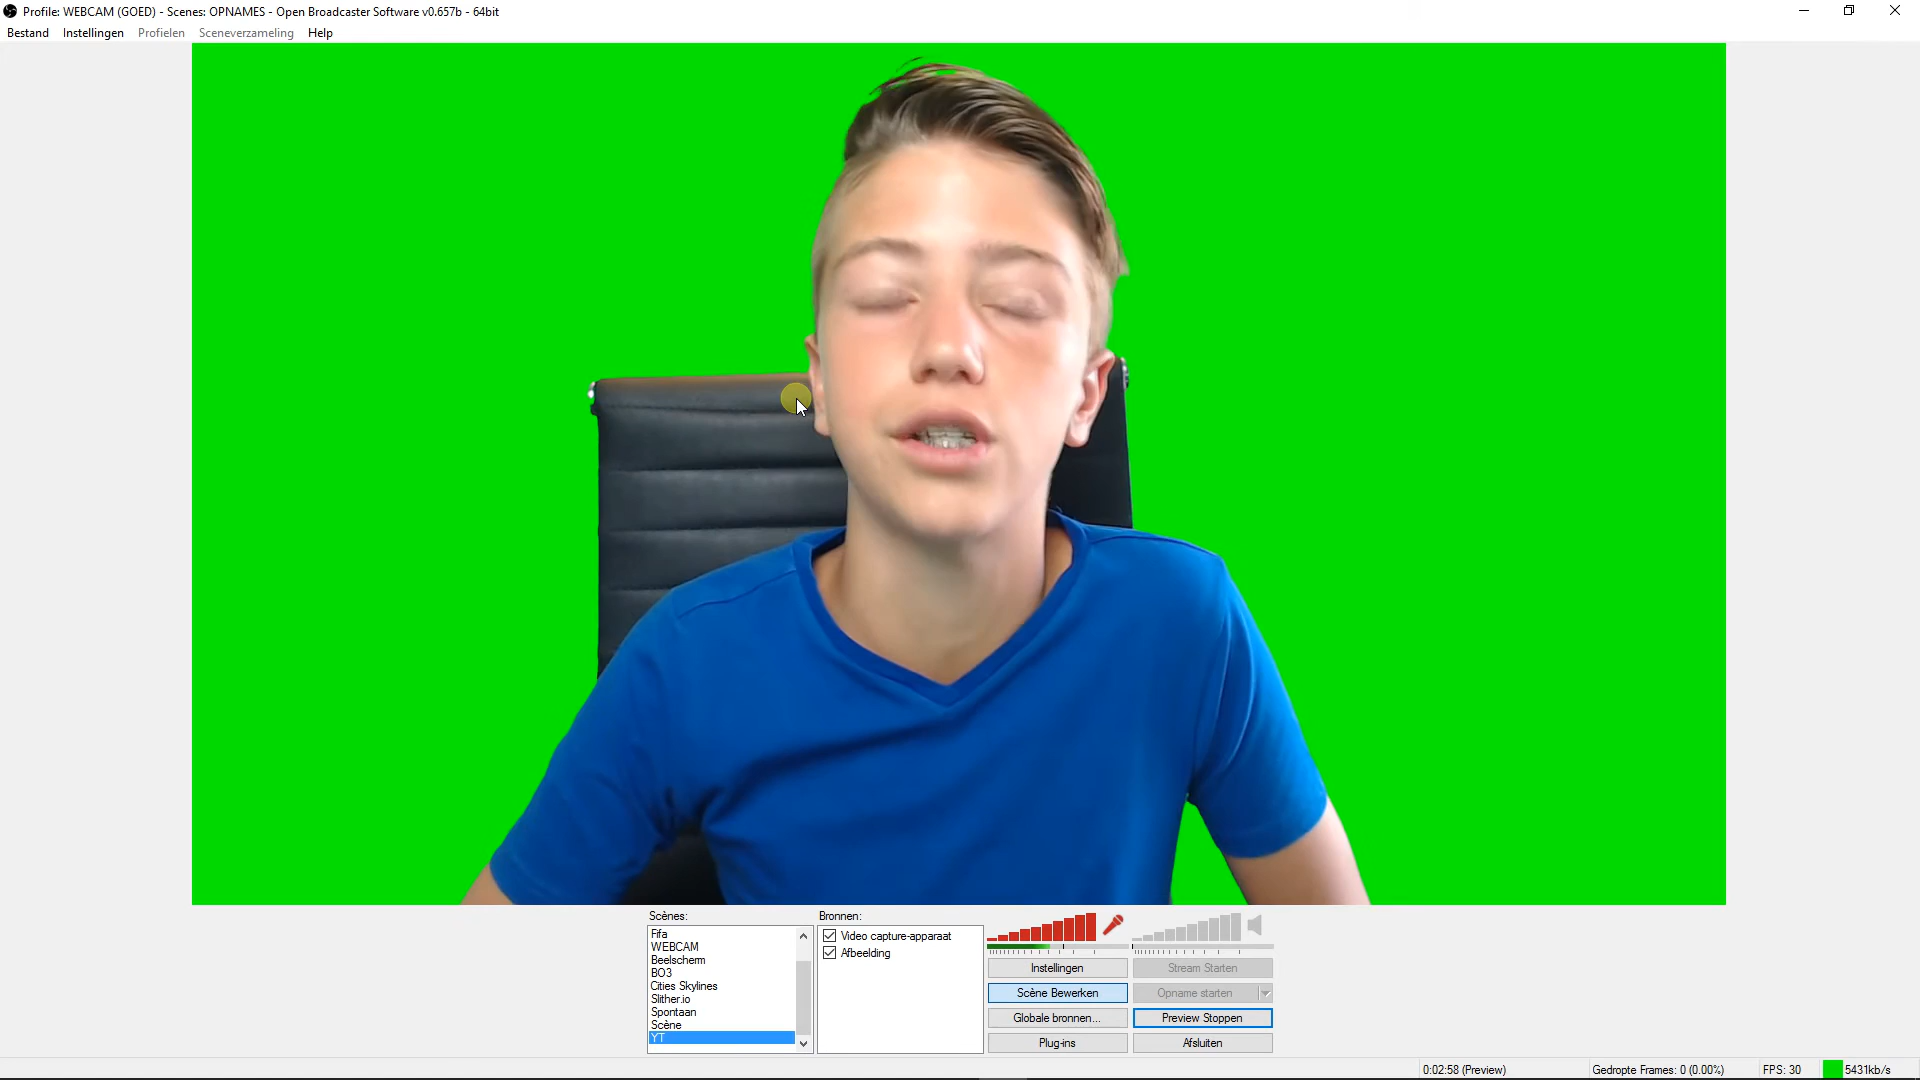 Profile: WEBCAM (GOED) - Scenes: OPNAMES - Open Broadcaster Software v0.657b - 64bit
Bestand Instellingen Profielen Sceneverzameling Help
Scènes:
Fifa
WEBCAM
Beelscherm
BO3
Cities Skylines
Slither.io
Spontaan
Scène
YT
Bronnen:
Video capture-apparaat
Afbeelding
Instellingen
Stream Starten
Scène Bewerken
Opname starten
Globale bronnen...
Preview Stoppen
Plug-ins
Afsluiten
0:02:58 (Preview)
Gedropte Frames: 0 (0.00%)
FPS: 30
5431kb/s